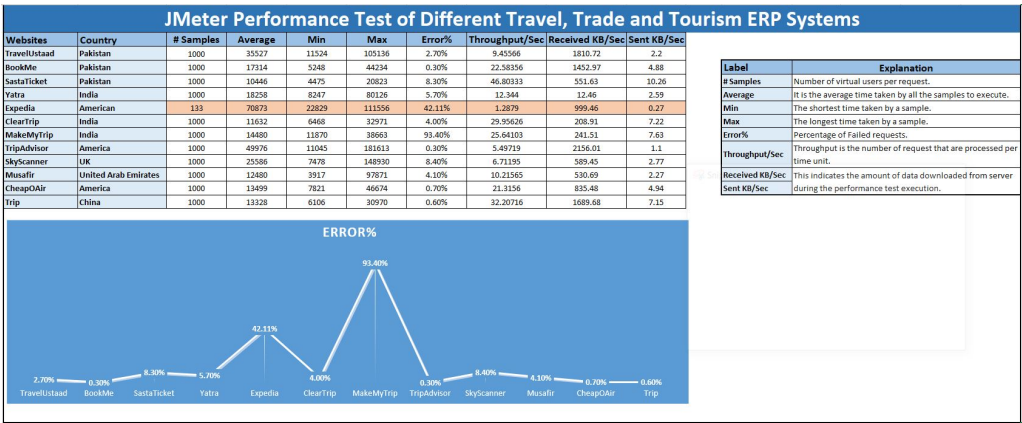 JMeter Performance Test of Different Travel, Trade and Tourism ERP Systems
Websites Country # Samples Average Min Max Error% Throughput/Sec Received KB/Sec Sent KB/Sec
TravelUstaad Pakistan 1000 35527 11524 105136 2.70% 9.45566 1810.72 2.2
BookMe Pakistan 1000 17314 5248 44234 0.30% 22.58356 1452.97 4.88
SastaTicket Pakistan 1000 10446 4475 20823 8.30% 46.80333 551.63 10.26
Yatra India 1000 18258 8247 80126 5.70% 12.344 12.46 2.59
Expedia American 133 70873 22829 111556 42.11% 1.2879 999.46 0.27
ClearTrip India 1000 11632 6468 32971 4.00% 29.95626 208.91 7.22
MakeMyTrip India 1000 14480 11870 38663 93.40% 25.64103 241.51 7.63
TripAdvisor America 1000 49976 11045 181613 0.30% 5.49719 2156.01 1.1
SkyScanner UK 1000 25586 7478 148930 8.40% 6.71195 589.45 2.77
Musafir United Arab Emirates 1000 12480 3917 97871 4.10% 10.21565 530.69 2.27
CheapOAir America 1000 13499 7821 46674 0.70% 21.3156 835.48 4.94
Trip China 1000 13328 6106 30970 0.60% 32.20716 1689.68 7.15
Label Explanation
# Samples Number of virtual users per request.
Average It is the average time taken by all the samples to execute.
Min The shortest time taken by a sample.
Max The longest time taken by a sample.
Error% Percentage of Failed requests.
Throughput/Sec Throughput is the number of request that are processed per
time unit.
Received KB/Sec This indicates the amount of data downloaded from server
Sent KB/Sec during the performance test execution.
ERROR%
2.70% 0.30% 8.30% 5.70% 42.11% 4.00% 93.40% 0.30% 8.40% 4.10% 0.70% 0.60%
TravelUstaad BookMe SastaTicket Yatra Expedia ClearTrip MakeMyTrip TripAdvisor SkyScanner Musafir CheapOAir Trip